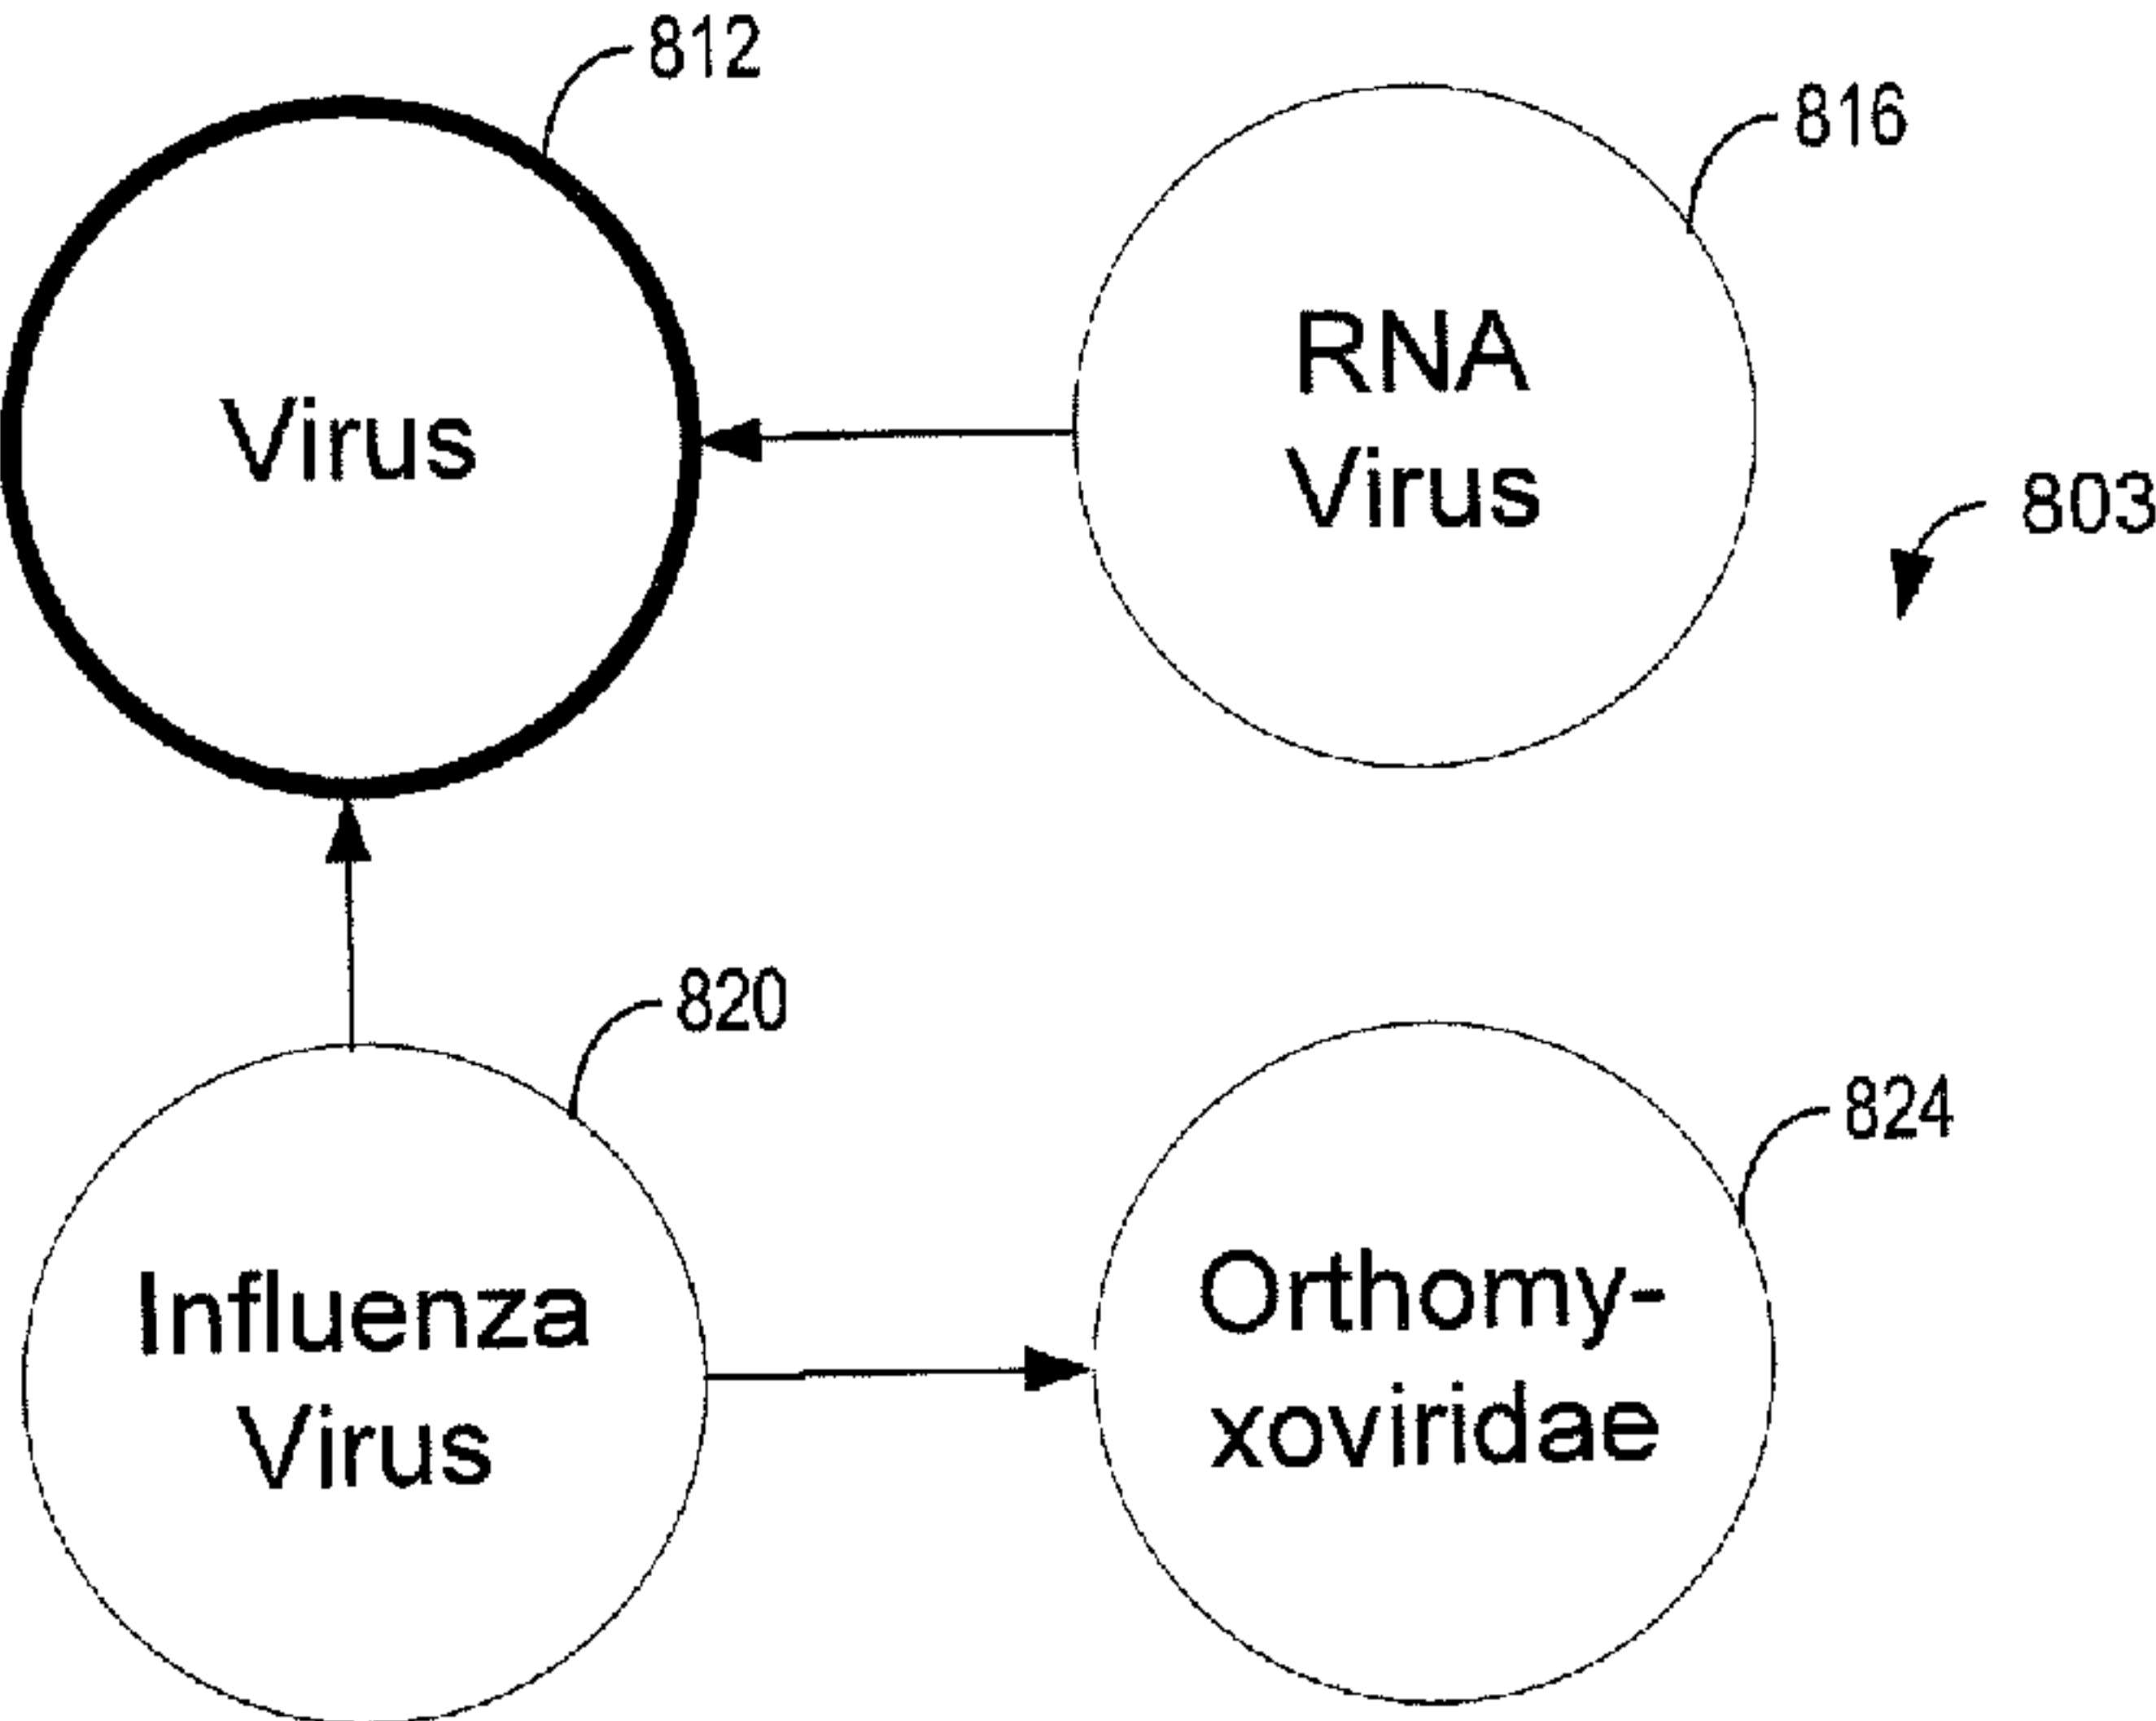 812
816
Virus
RNA
Virus
803
820
824
Influenza
Virus
Orthomy-
xoviridae